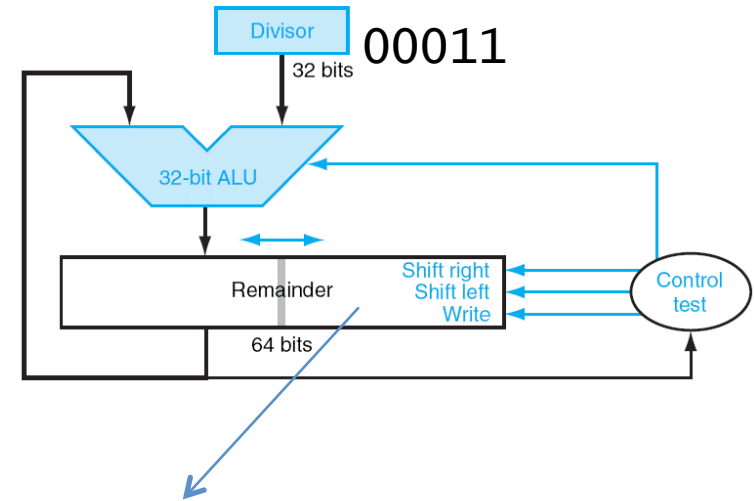 Divisor
00011
32 bits
32-bit ALU
Shift right
Remainder
Shift left
Write
64 bits
Control
test